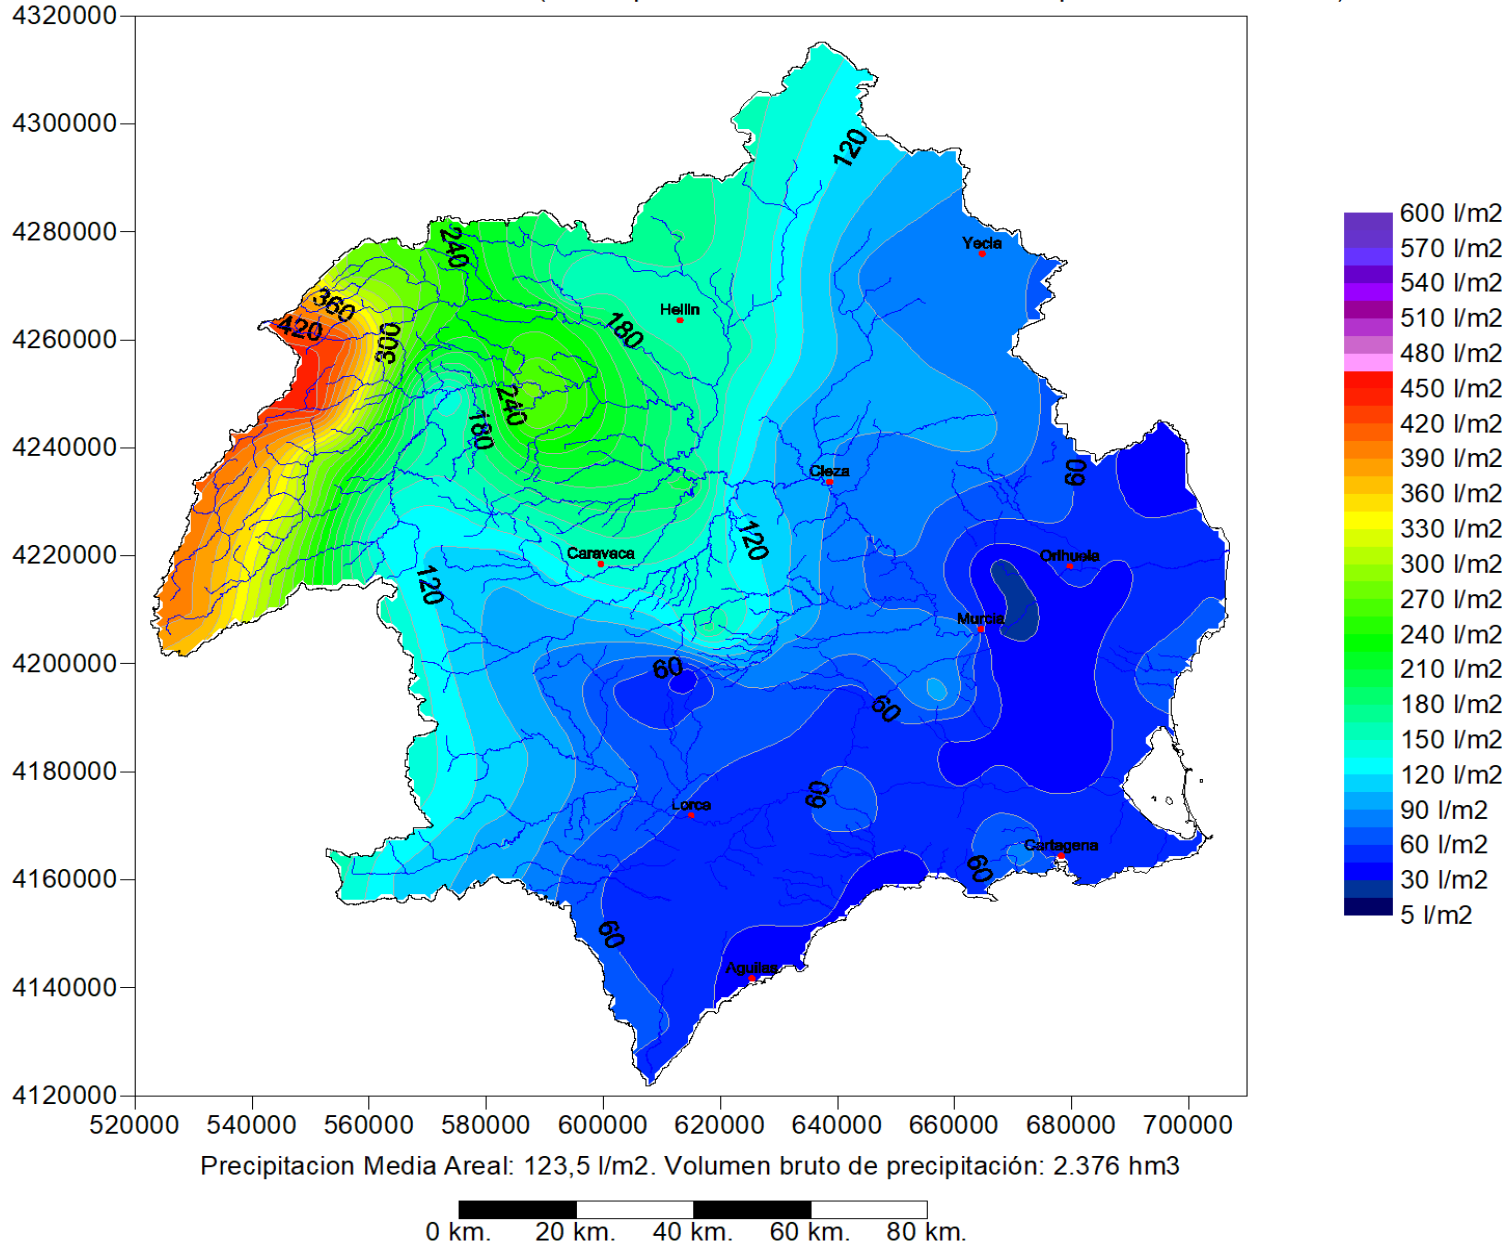 4320000
4300000
4280000
4260000
4240000
4220000
4200000
4180000
4160000
4140000
4120000
520000 540000 560000 580000 600000 620000 640000 660000 680000 700000
120
240
Yecla
360
420
300
Hellin
180
240
180
Cieza
60
120
Caravaca
Orihuela
120
Murcia
60
60
60
Lorca
Cartagena
60
60
Aguilas
600 l/m2
570 l/m2
540 l/m2
510 l/m2
480 l/m2
450 l/m2
420 l/m2
390 l/m2
360 l/m2
330 l/m2
300 l/m2
270 l/m2
240 l/m2
210 l/m2
180 l/m2
150 l/m2
120 l/m2
90 l/m2
60 l/m2
30 l/m2
5 l/m2
Precipitacion Media Areal: 123,5 l/m2. Volumen bruto de precipitación: 2.376 hm3
0 km. 20 km. 40 km. 60 km. 80 km.